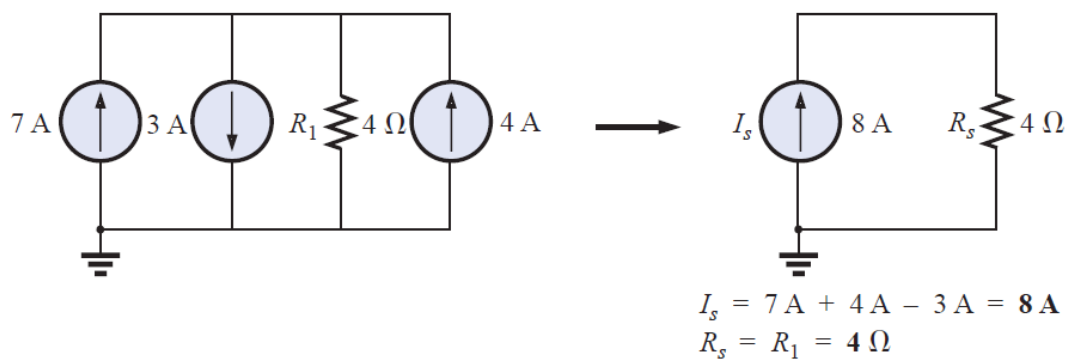 7 A 3 A R₁ 4 Ω 4 A Iₛ 8 A Rₛ 4 Ω
Iₛ = 7 A + 4 A – 3 A = 8 A
Rₛ = R₁ = 4 Ω